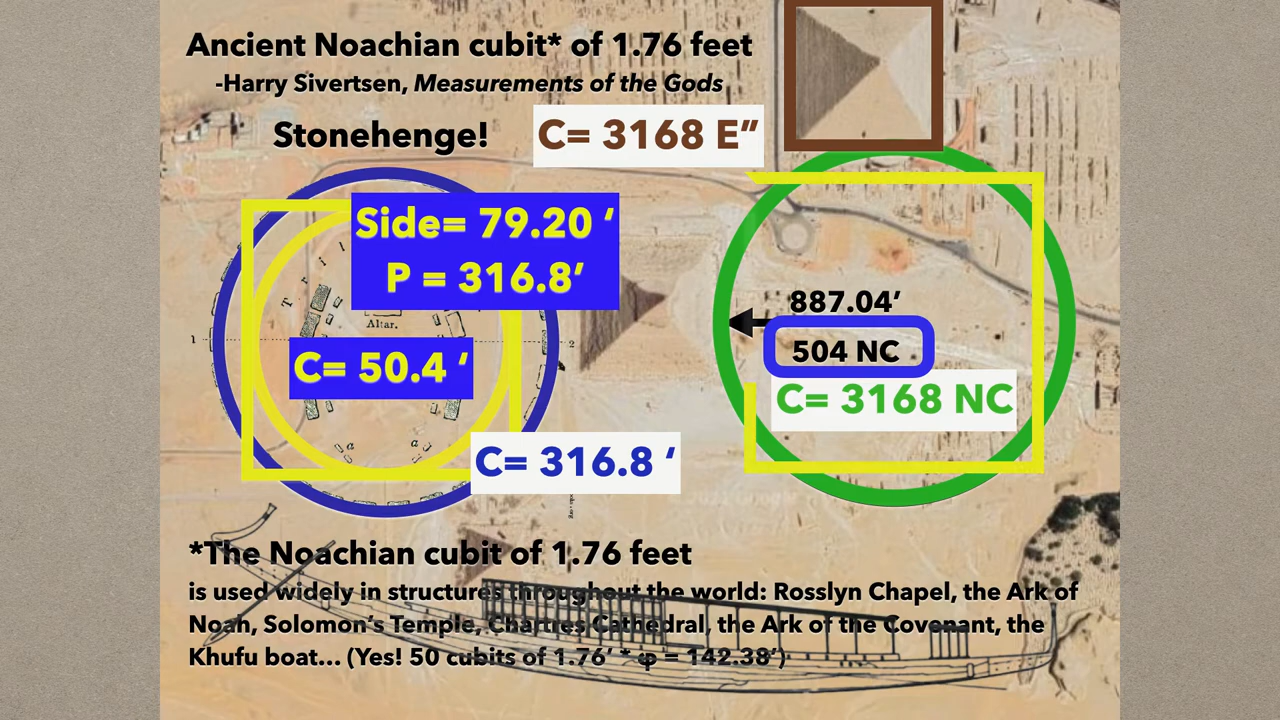 Ancient Noachian cubit* of 1.76 feet
-Harry Sivertsen, Measurements of the Gods
Stonehenge!
C= 3168 E”
Side= 79.20 ‘
P = 316.8’
T r i
Altar.
1
2
C= 50.4 ‘
a
a
C= 316.8 ‘
887.04’
504 NC
C= 3168 NC
*The Noachian cubit of 1.76 feet
is used widely in structures throughout the world: Rosslyn Chapel, the Ark of
Noah, Solomon’s Temple, Chartres Cathedral, the Ark of the Covenant, the
Khufu boat... (Yes! 50 cubits of 1.76’ * φ = 142.38’)